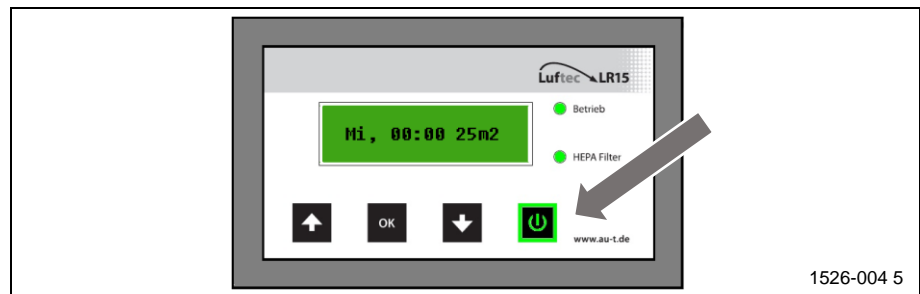 Luftec LR15
Betrieb
Mi, 00:00 25m2
HEPA Filter
OK
www.au-t.de
1526-004 5